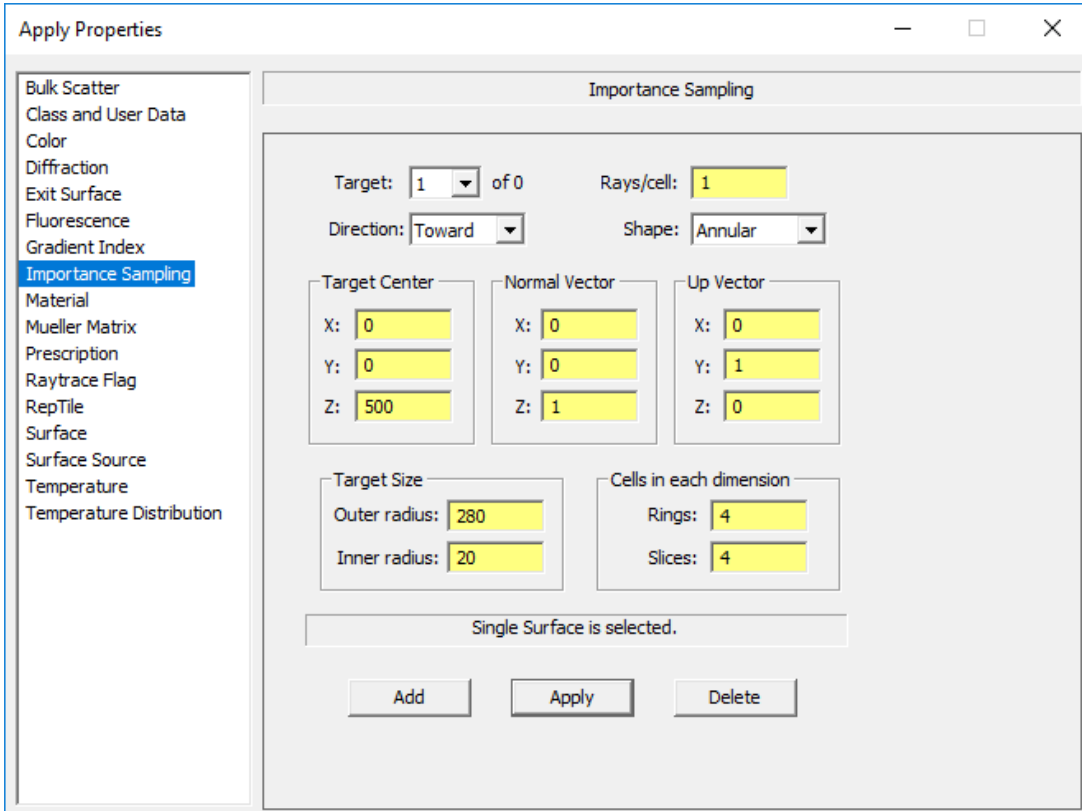 Apply Properties
Bulk Scatter
Class and User Data
Color
Diffraction
Exit Surface
Fluorescence
Gradient Index
Importance Sampling
Material
Mueller Matrix
Prescription
Raytrace Flag
RepTile
Surface
Surface Source
Temperature
Temperature Distribution
Importance Sampling
Target: 1 of 0 Rays/cell: 1
Direction: Toward Shape: Annular
Target Center Normal Vector Up Vector
X: 0 X: 0 X: 0
Y: 0 Y: 0 Y: 1
Z: 500 Z: 1 Z: 0
Target Size Cells in each dimension
Outer radius: 280 Rings: 4
Inner radius: 20 Slices: 4
Single Surface is selected.
Add Apply Delete